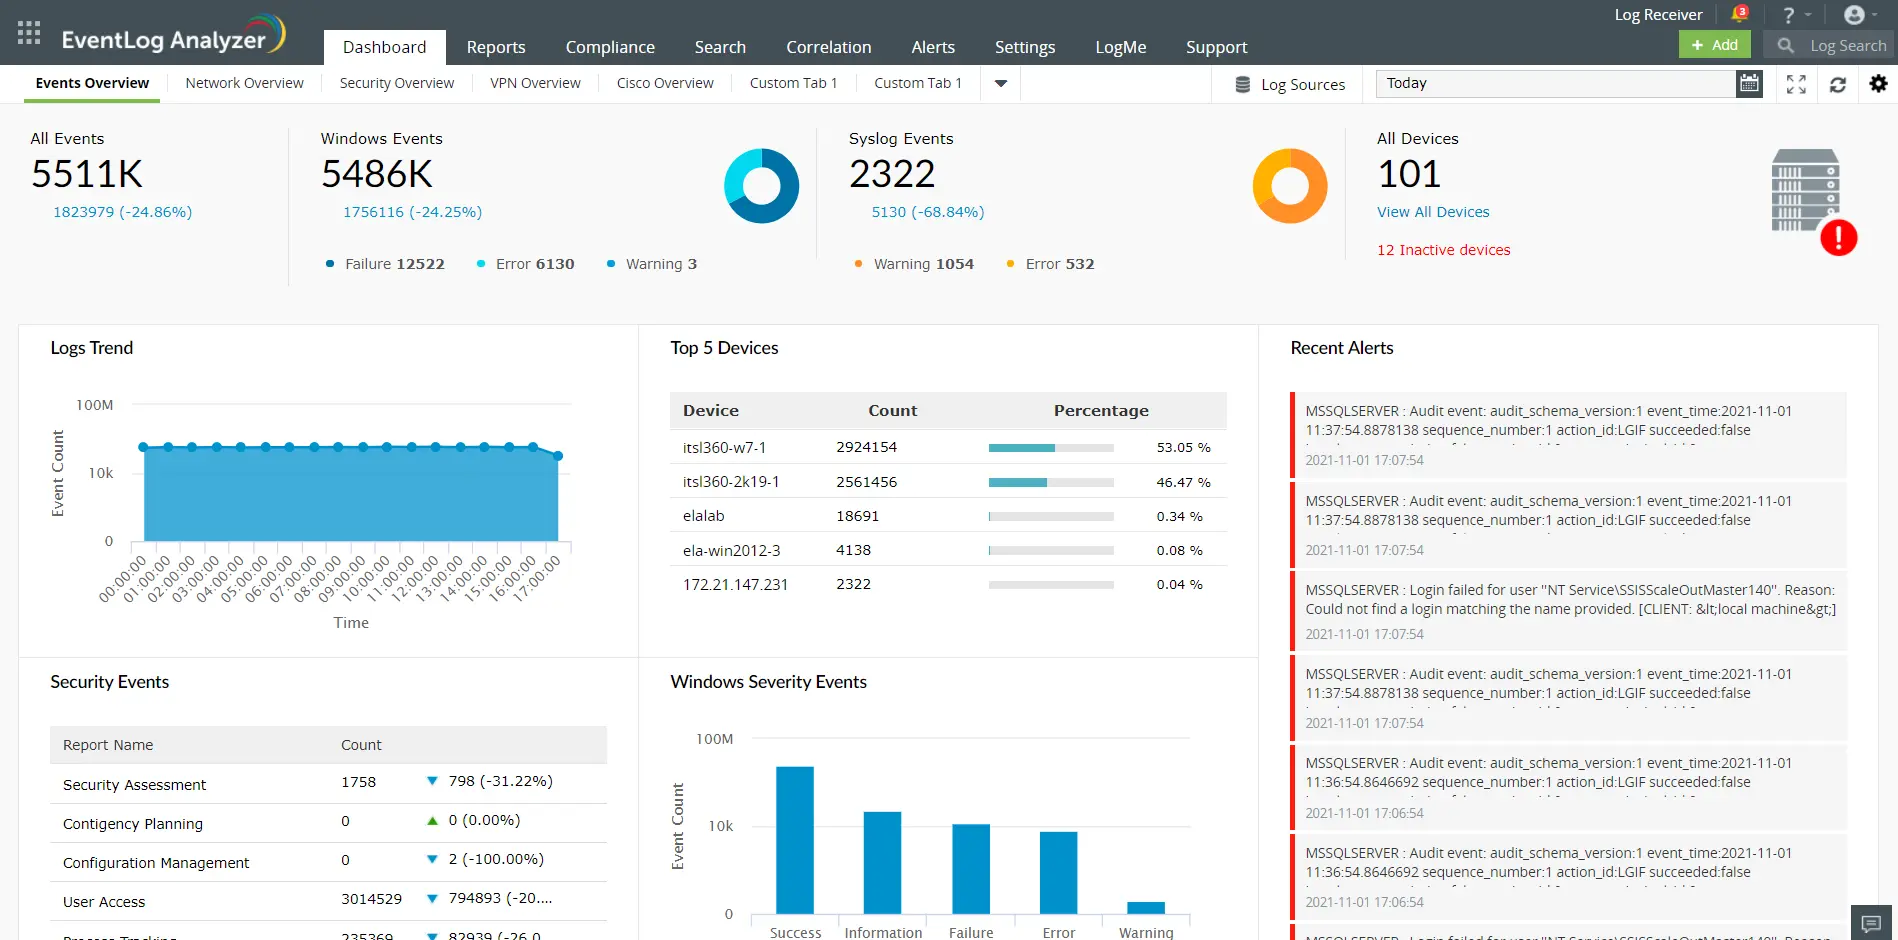 EventLog Analyzer
Log Receiver
3
?
Dashboard
Reports
Compliance
Search
Correlation
Alerts
Settings
LogMe
Support
+ Add
Log Search
Events Overview
Network Overview
Security Overview
VPN Overview
Cisco Overview
Custom Tab 1
Custom Tab 1
Log Sources
Today
All Events
5511K
1823979 (-24.86%)
Windows Events
5486K
1756116 (-24.25%)
Failure 12522
Error 6130
Warning 3
Syslog Events
2322
5130 (-68.84%)
Warning 1054
Error 532
All Devices
101
View All Devices
12 Inactive devices
!
Logs Trend
Event Count
100M
10k
0
00:00:00
01:00:00
02:00:00
03:00:00
04:00:00
05:00:00
06:00:00
07:00:00
08:00:00
09:00:00
10:00:00
11:00:00
12:00:00
13:00:00
14:00:00
15:00:00
16:00:00
17:00:00
Time
Top 5 Devices
Device Count Percentage
itsl360-w7-1 2924154 53.05 %
itsl360-2k19-1 2561456 46.47 %
elalab 18691 0.34 %
ela-win2012-3 4138 0.08 %
172.21.147.231 2322 0.04 %
Recent Alerts
MSSQLSERVER : Audit event: audit_schema_version:1 event_time:2021-11-01
11:37:54.8878138 sequence_number:1 action_id:LGIF succeeded:false
2021-11-01 17:07:54
MSSQLSERVER : Audit event: audit_schema_version:1 event_time:2021-11-01
11:37:54.8878138 sequence_number:1 action_id:LGIF succeeded:false
2021-11-01 17:07:54
MSSQLSERVER : Login failed for user "NT Service\SSISScaleOutMaster140". Reason:
Could not find a login matching the name provided. [CLIENT: &lt;local machine&gt;]
2021-11-01 17:07:54
MSSQLSERVER : Audit event: audit_schema_version:1 event_time:2021-11-01
11:37:54.8878138 sequence_number:1 action_id:LGIF succeeded:false
2021-11-01 17:07:54
MSSQLSERVER : Audit event: audit_schema_version:1 event_time:2021-11-01
11:36:54.8646692 sequence_number:1 action_id:LGIF succeeded:false
2021-11-01 17:06:54
MSSQLSERVER : Audit event: audit_schema_version:1 event_time:2021-11-01
11:36:54.8646692 sequence_number:1 action_id:LGIF succeeded:false
2021-11-01 17:06:54
MSSQLSERVER : Login failed for user "NT Service\SSISScaleOutMaster140". Reason:
Security Events
Report Name Count
Security Assessment 1758 798 (-31.22%)
Contigency Planning 0 0 (0.00%)
Configuration Management 0 2 (-100.00%)
User Access 3014529 794893 (-20....
Process Tracking 235369 82939 (-26.0
Windows Severity Events
Event Count
100M
10k
0
Success
Information
Failure
Error
Warning